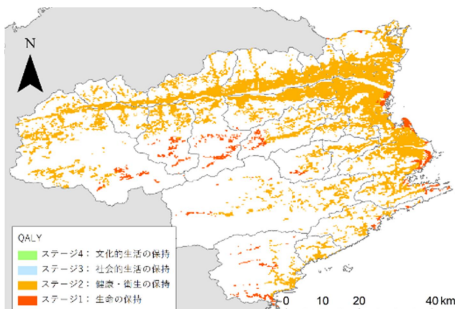 N
QALY
ステージ4： 文化的生活の保持
ステージ3： 社会的生活の保持
ステージ2： 健康・衛生の保持
ステージ1： 生命の保持
0 10 20 40 km